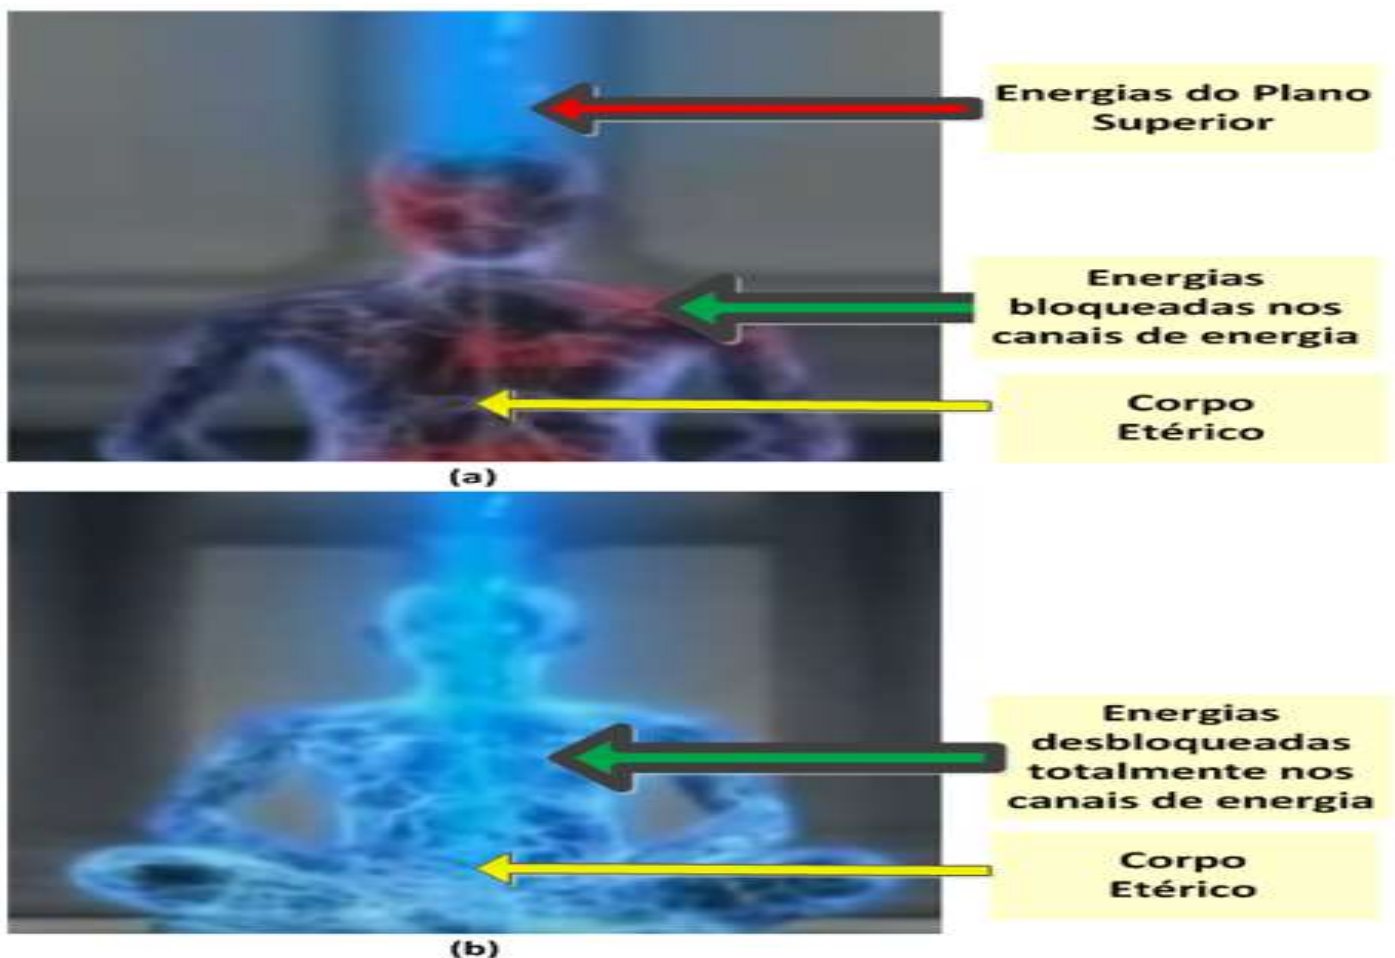 Energias do Plano
Superior
Energias
bloqueadas nos
canais de energia
Corpo
Etérico
(a)
Energias
desbloqueadas
totalmente nos
canais de energia
Corpo
Etérico
(b)